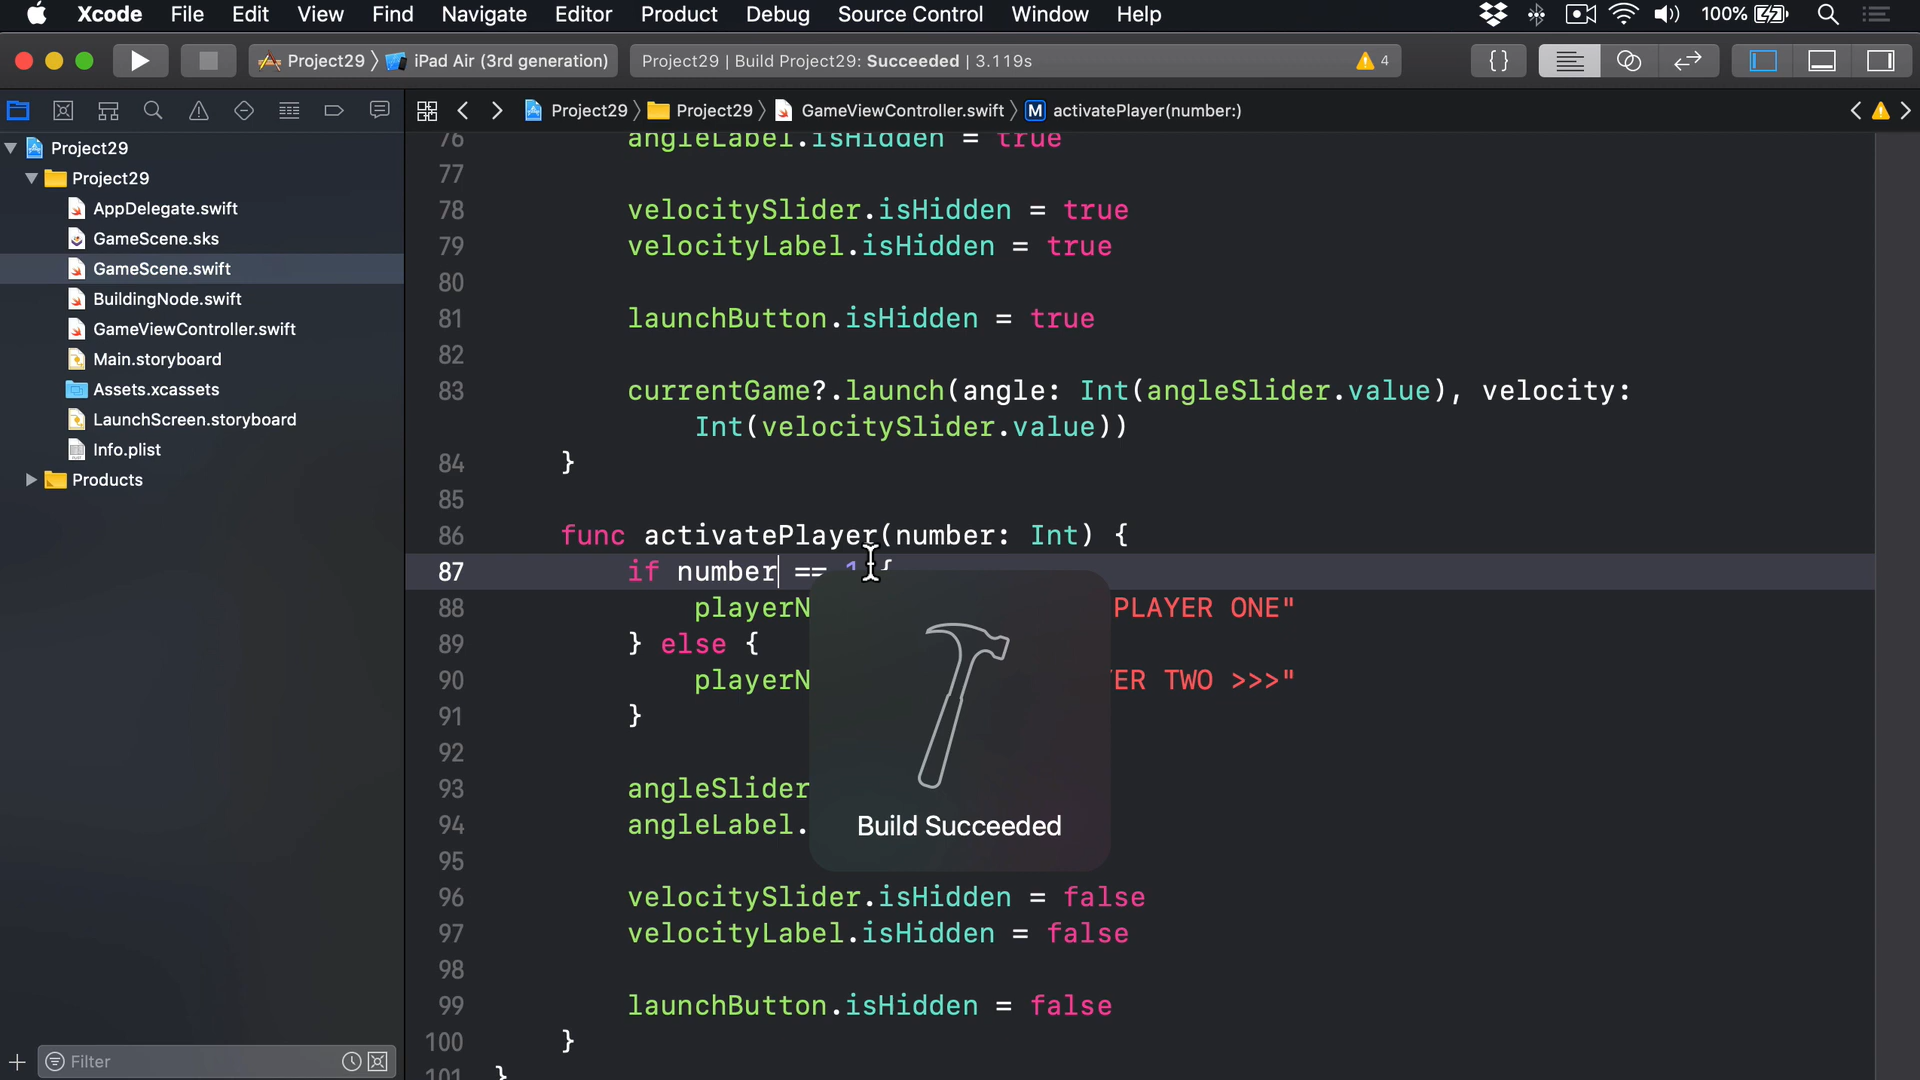 Xcode File Edit View Find Navigate Editor Product Debug Source Control Window Help 100%
Project29 iPad Air (3rd generation) Project29 | Build Project29: Succeeded | 3.119s 4 {}
Project29 Project29 GameViewController.swift M activatePlayer(number:)
Project29
Project29
AppDelegate.swift
GameScene.sks
GameScene.swift
BuildingNode.swift
GameViewController.swift
Main.storyboard
Assets.xcassets
LaunchScreen.storyboard
Info.plist
Products
Filter
76 angleLabel.isHidden = true
77
78 velocitySlider.isHidden = true
79 velocityLabel.isHidden = true
80
81 launchButton.isHidden = true
82
83 currentGame?.launch(angle: Int(angleSlider.value), velocity:
Int(velocitySlider.value))
84 }
85
86 func activatePlayer(number: Int) {
87 if number == 1 {
88 playerN PLAYER ONE"
89 } else {
90 playerN ER TWO >>>"
91 }
92
93 angleSlider
94 angleLabel.
95
96 velocitySlider.isHidden = false
97 velocityLabel.isHidden = false
98
99 launchButton.isHidden = false
100 }
101 }
Build Succeeded